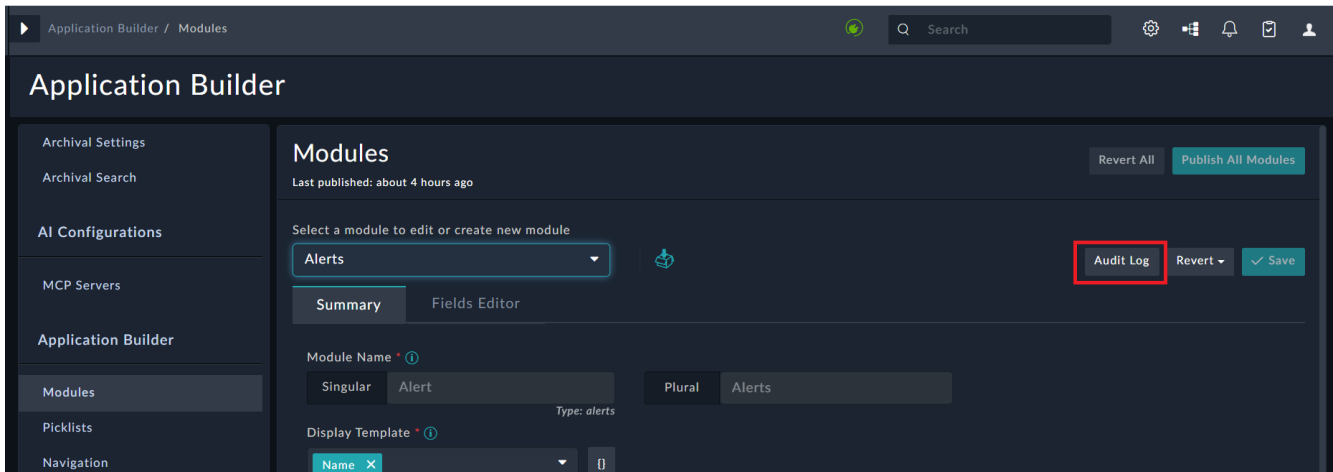 Application Builder / Modules
Search
Application Builder
Archival Settings
Archival Search
AI Configurations
MCP Servers
Application Builder
Modules
Picklists
Navigation
Modules
Last published: about 4 hours ago
Revert All
Publish All Modules
Select a module to edit or create new module
Alerts
Audit Log
Revert
Save
Summary
Fields Editor
Module Name *
Singular
Alert
Plural
Alerts
Type: alerts
Display Template *
Name ×
{}